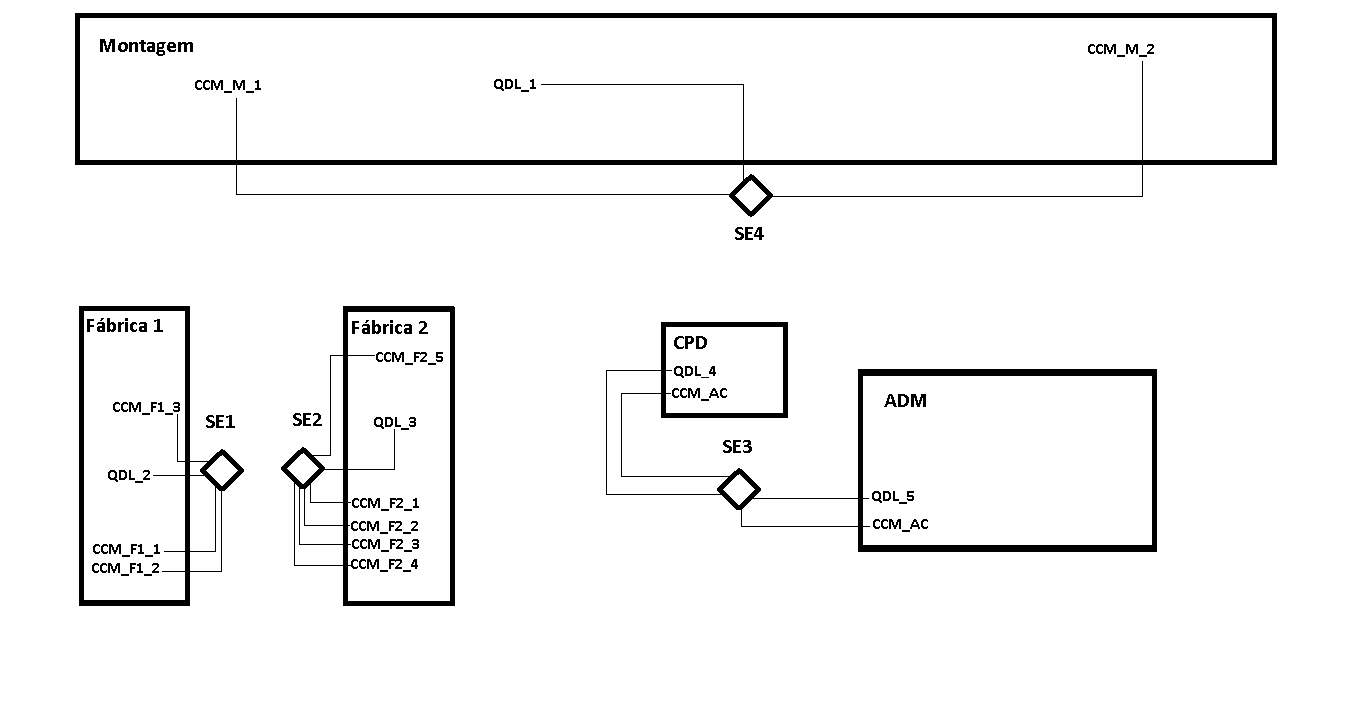 Montagem
CCM_M_1
QDL_1
CCM_M_2
SE4
Fábrica 1
CCM_F1_3
QDL_2
CCM_F1_1
CCM_F1_2
SE1
SE2
Fábrica 2
CCM_F2_5
QDL_3
CCM_F2_1
CCM_F2_2
CCM_F2_3
CCM_F2_4
CPD
QDL_4
CCM_AC
SE3
ADM
QDL_5
CCM_AC